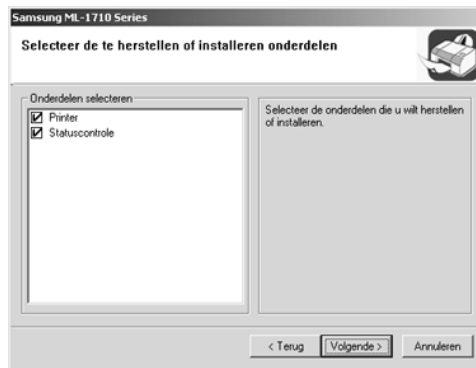 Samsung ML-1710 Series
Selecteer de te herstellen of installeren onderdelen
Onderdelen selecteren
Printer
Statuscontrole
Selecteer de onderdelen die u wilt herstellen
of installeren.
< Terug
Volgende >
Annuleren